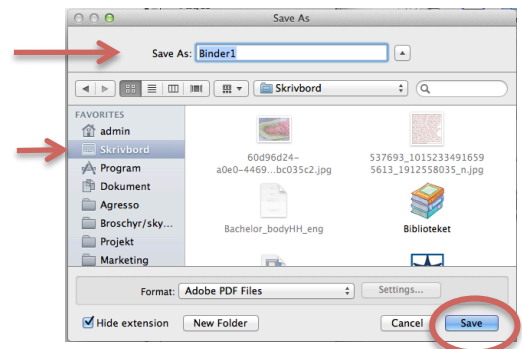 Save As
Save As: Binder1
Skrivbord
FAVORITES
admin
Skrivbord
Program
Dokument
Agresso
Broschyr/sky...
Projekt
Marketing
60d96d24-
a0e0-4469...bc035c2.jpg
537693_1015233491659
5613_1912558035_n.jpg
Bachelor_bodyHH_eng
Biblioteket
Format: Adobe PDF Files
Settings...
Hide extension
New Folder
Cancel
Save